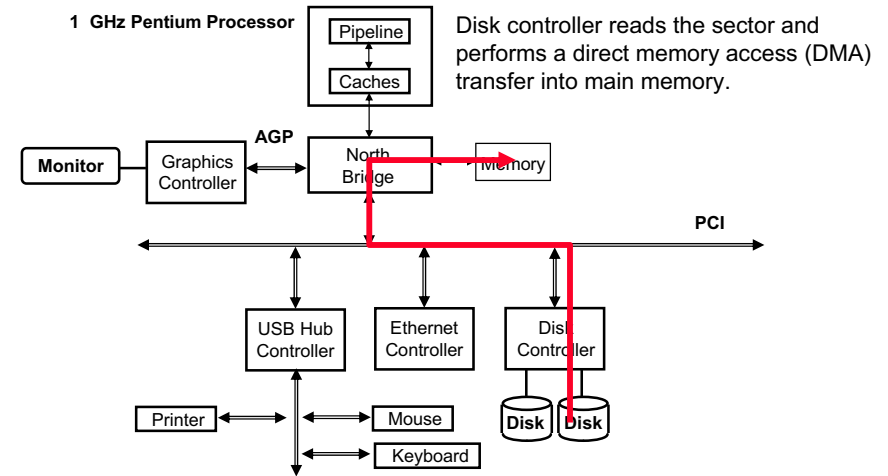 1 GHz Pentium Processor
Pipeline
Caches
Disk controller reads the sector and
performs a direct memory access (DMA)
transfer into main memory.
AGP
Monitor
Graphics
Controller
North
Bridge
Memory
PCI
USB Hub
Controller
Ethernet
Controller
Disk
Controller
Printer
Mouse
Keyboard
Disk
Disk